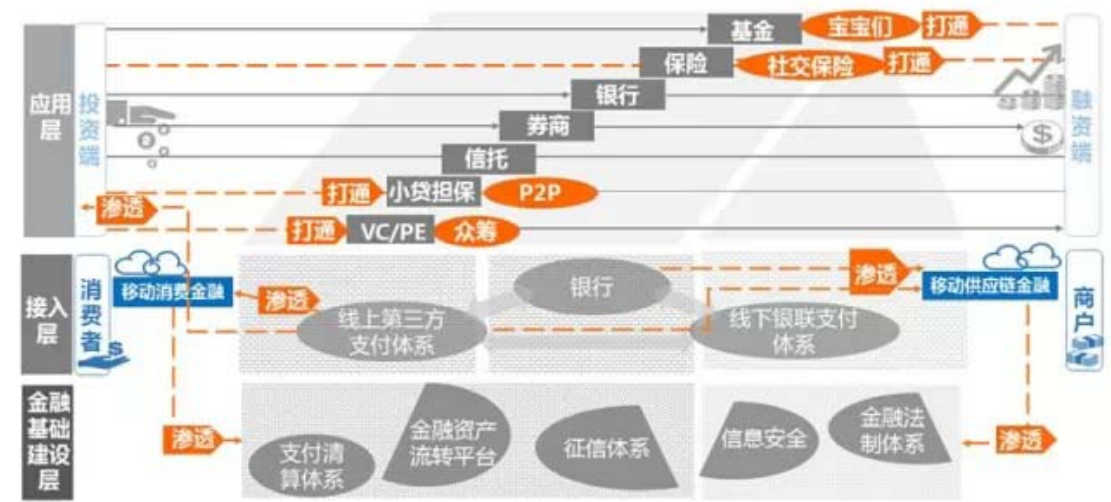 基金
宝宝们
打通
保险
社交保险
打通
应用
层
投资端
银行
融资端
券商
信托
打通
小贷担保
P2P
渗透
打通
VC/PE
众筹
接入
层
消费者
移动消费金融
渗透
银行
渗透
移动供应链金融
商户
线上第三方
支付体系
线下银联支付
体系
金融
基础
建设
层
渗透
支付清
算体系
金融资产
流转平台
征信体系
信息安全
金融法
制体系
渗透